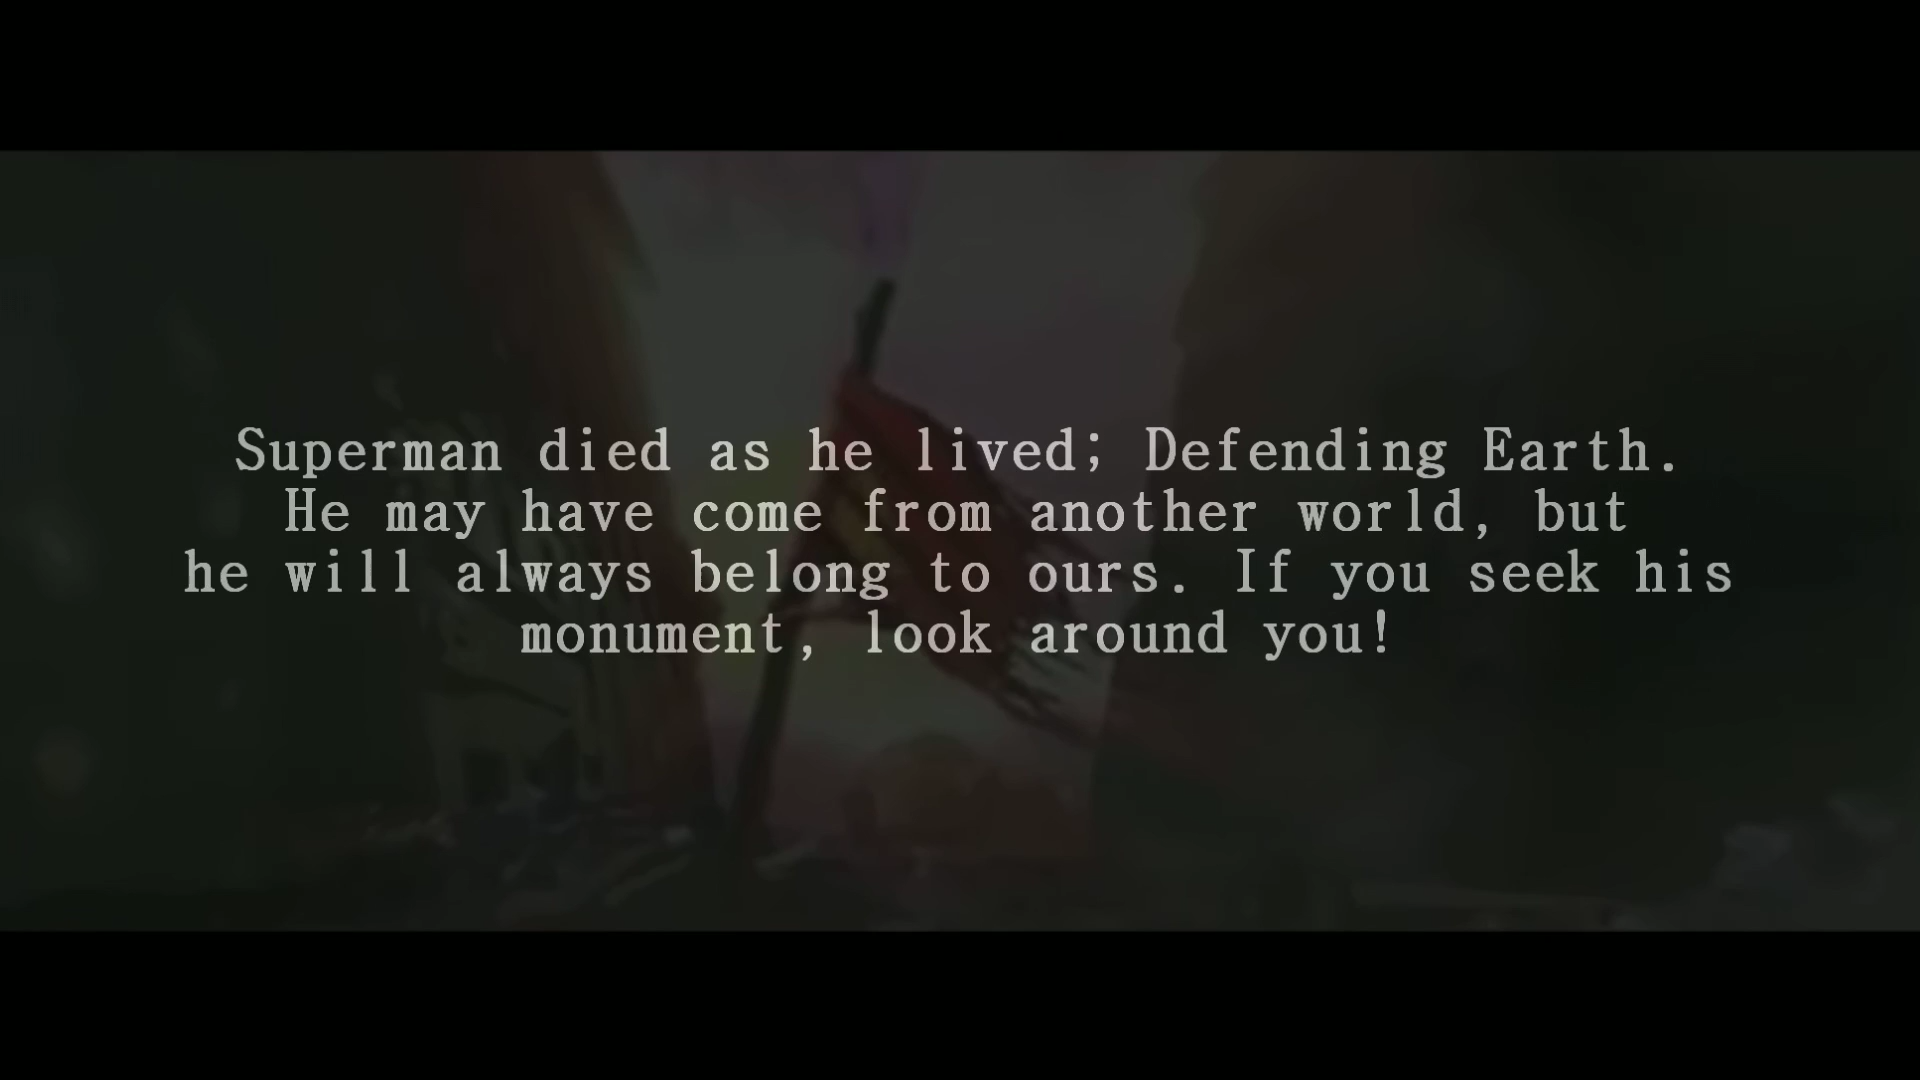 Superman died as he lived; Defending Earth.
He may have come from another world, but
he will always belong to ours. If you seek his
monument, look around you!